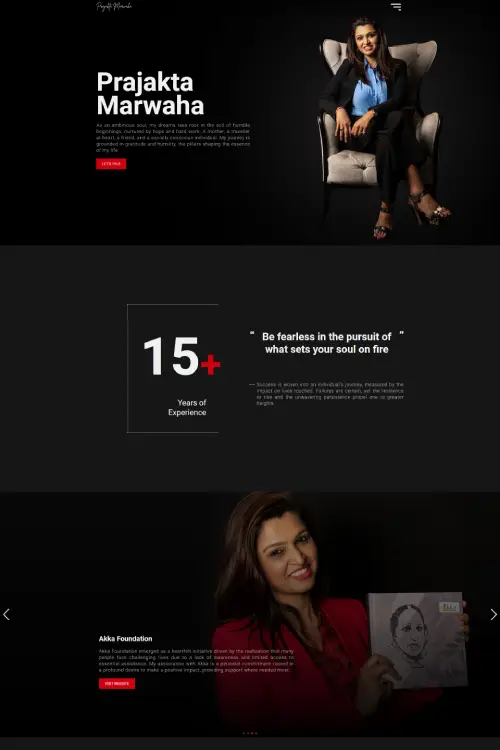 Prajakta Marwaha
Prajakta
Marwaha
As an ambitious soul, my dreams take root in the soil of humble
beginnings, nurtured by hope and hard work. A mother, a traveller
at heart, a friend, and a socially conscious individual. My journey is
grounded in gratitude and humility, the pillars shaping the essence
of my life.
LET'S TALK
15+
Years of
Experience
“ Be fearless in the pursuit of ”
what sets your soul on fire
— Success is woven into an individual's journey, measured by the
impact on lives touched. Failures are certain, yet the resilience
to rise and the unwavering persistence propel one to greater
heights.
Akka Foundation
Akka Foundation emerged as a heartfelt initiative driven by the realisation that many
people face challenging lives due to a lack of awareness and limited access to
essential assistance. My association with Akka is a personal commitment rooted in
a profound desire to make a positive impact, providing support where needed most.
VISIT WEBSITE
Akka